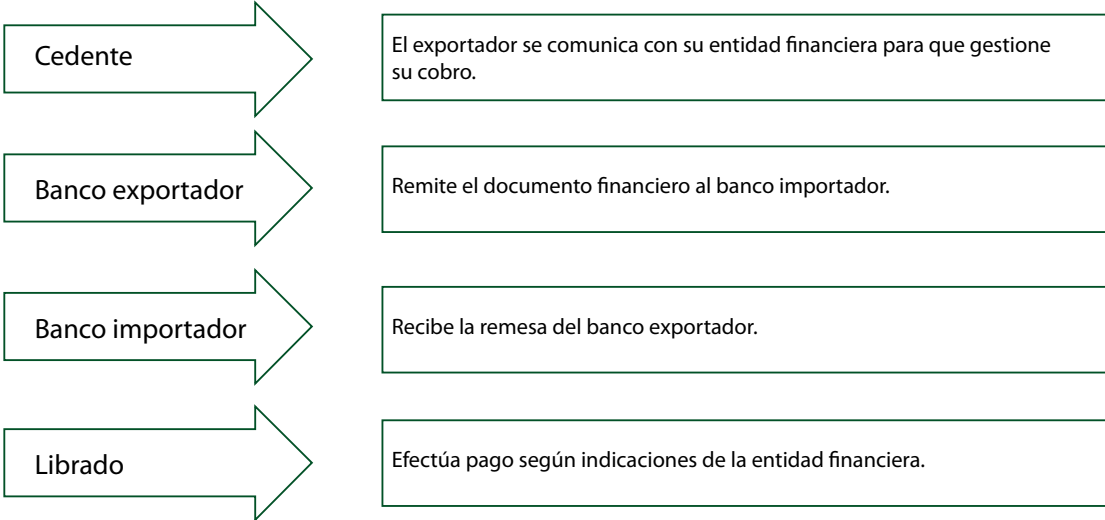 Cedente
El exportador se comunica con su entidad financiera para que gestione
su cobro.
Banco exportador
Remite el documento financiero al banco importador.
Banco importador
Recibe la remesa del banco exportador.
Librado
Efectúa pago según indicaciones de la entidad financiera.